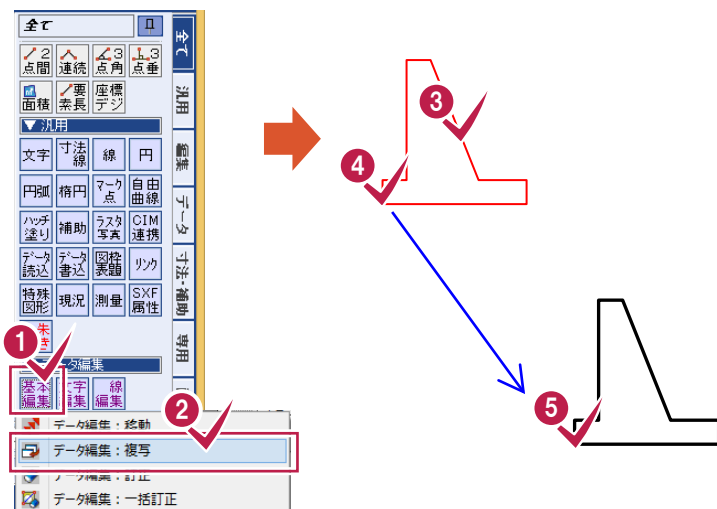 全て
全て
2点間 連続 3点角 3点垂
面積 要素長 座標デジ
汎用
▼ 汎用
文字 寸法線 線 円
編集
円弧 楕円 マーク点 自由曲線
データ
ハッチ塗り 補助 ラスタ写真 CIM連携
データ読込 データ書込 図枠表題 リンク
寸法・補助
特殊図形 現況 測量 SXF属性
朱
専用
1
編集
基本編集 文字編集 線編集
2
データ編集：移動
データ編集：複写
データ編集：訂正
データ編集：一括訂正
3
4
5